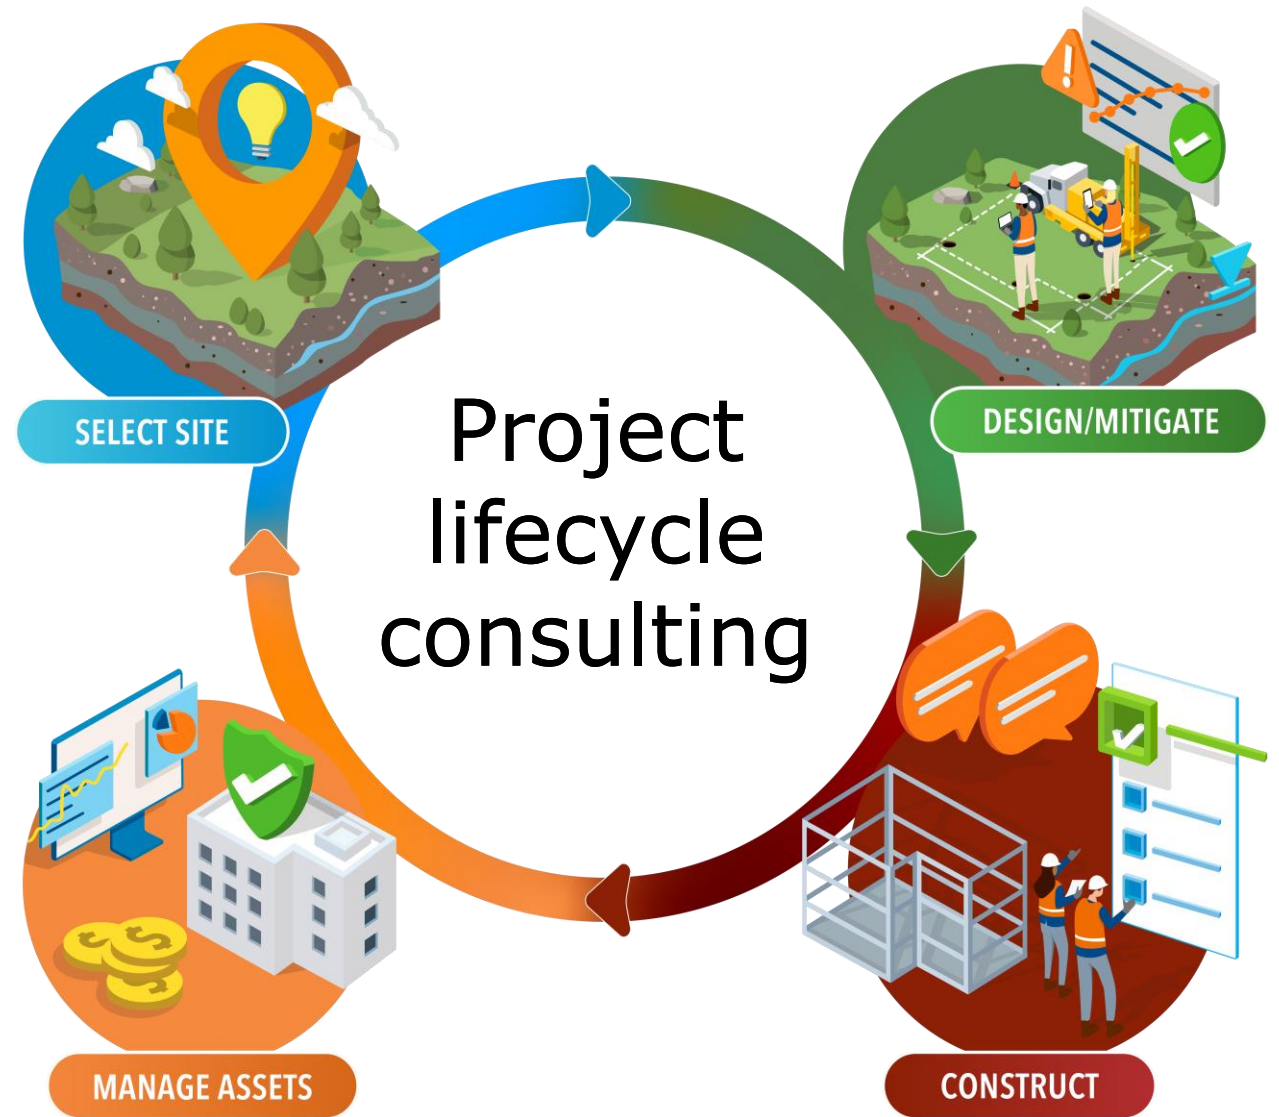 SELECT SITE
DESIGN/MITIGATE
Project
lifecycle
consulting
MANAGE ASSETS
CONSTRUCT